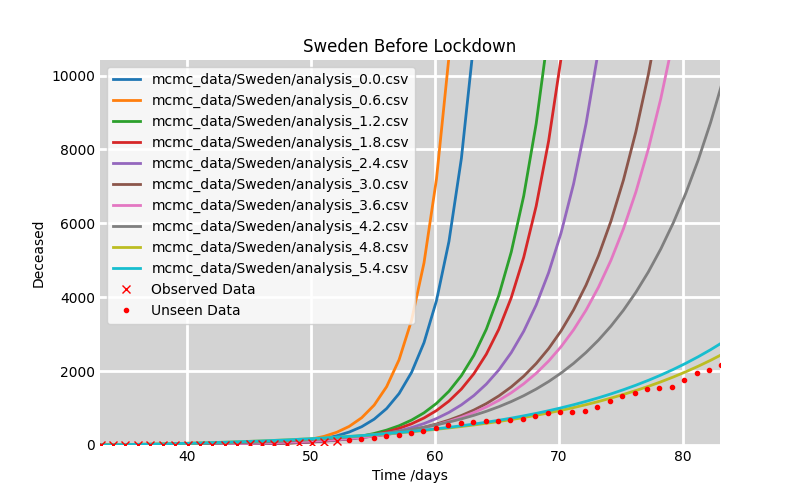 Sweden Before Lockdown
10000
8000
6000
4000
2000
0
Deceased
mcmc_data/Sweden/analysis_0.0.csv
mcmc_data/Sweden/analysis_0.6.csv
mcmc_data/Sweden/analysis_1.2.csv
mcmc_data/Sweden/analysis_1.8.csv
mcmc_data/Sweden/analysis_2.4.csv
mcmc_data/Sweden/analysis_3.0.csv
mcmc_data/Sweden/analysis_3.6.csv
mcmc_data/Sweden/analysis_4.2.csv
mcmc_data/Sweden/analysis_4.8.csv
mcmc_data/Sweden/analysis_5.4.csv
Observed Data
Unseen Data
40 50 60 70 80
Time /days